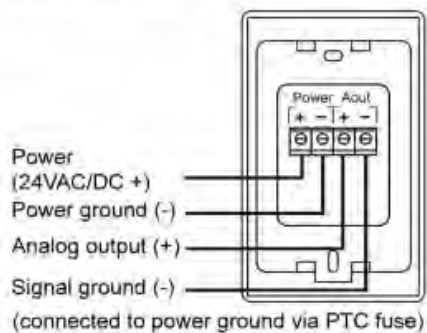 Power Aout
+ − + −
Power
(24VAC/DC +)
Power ground (-)
Analog output (+)
Signal ground (-)
(connected to power ground via PTC fuse)